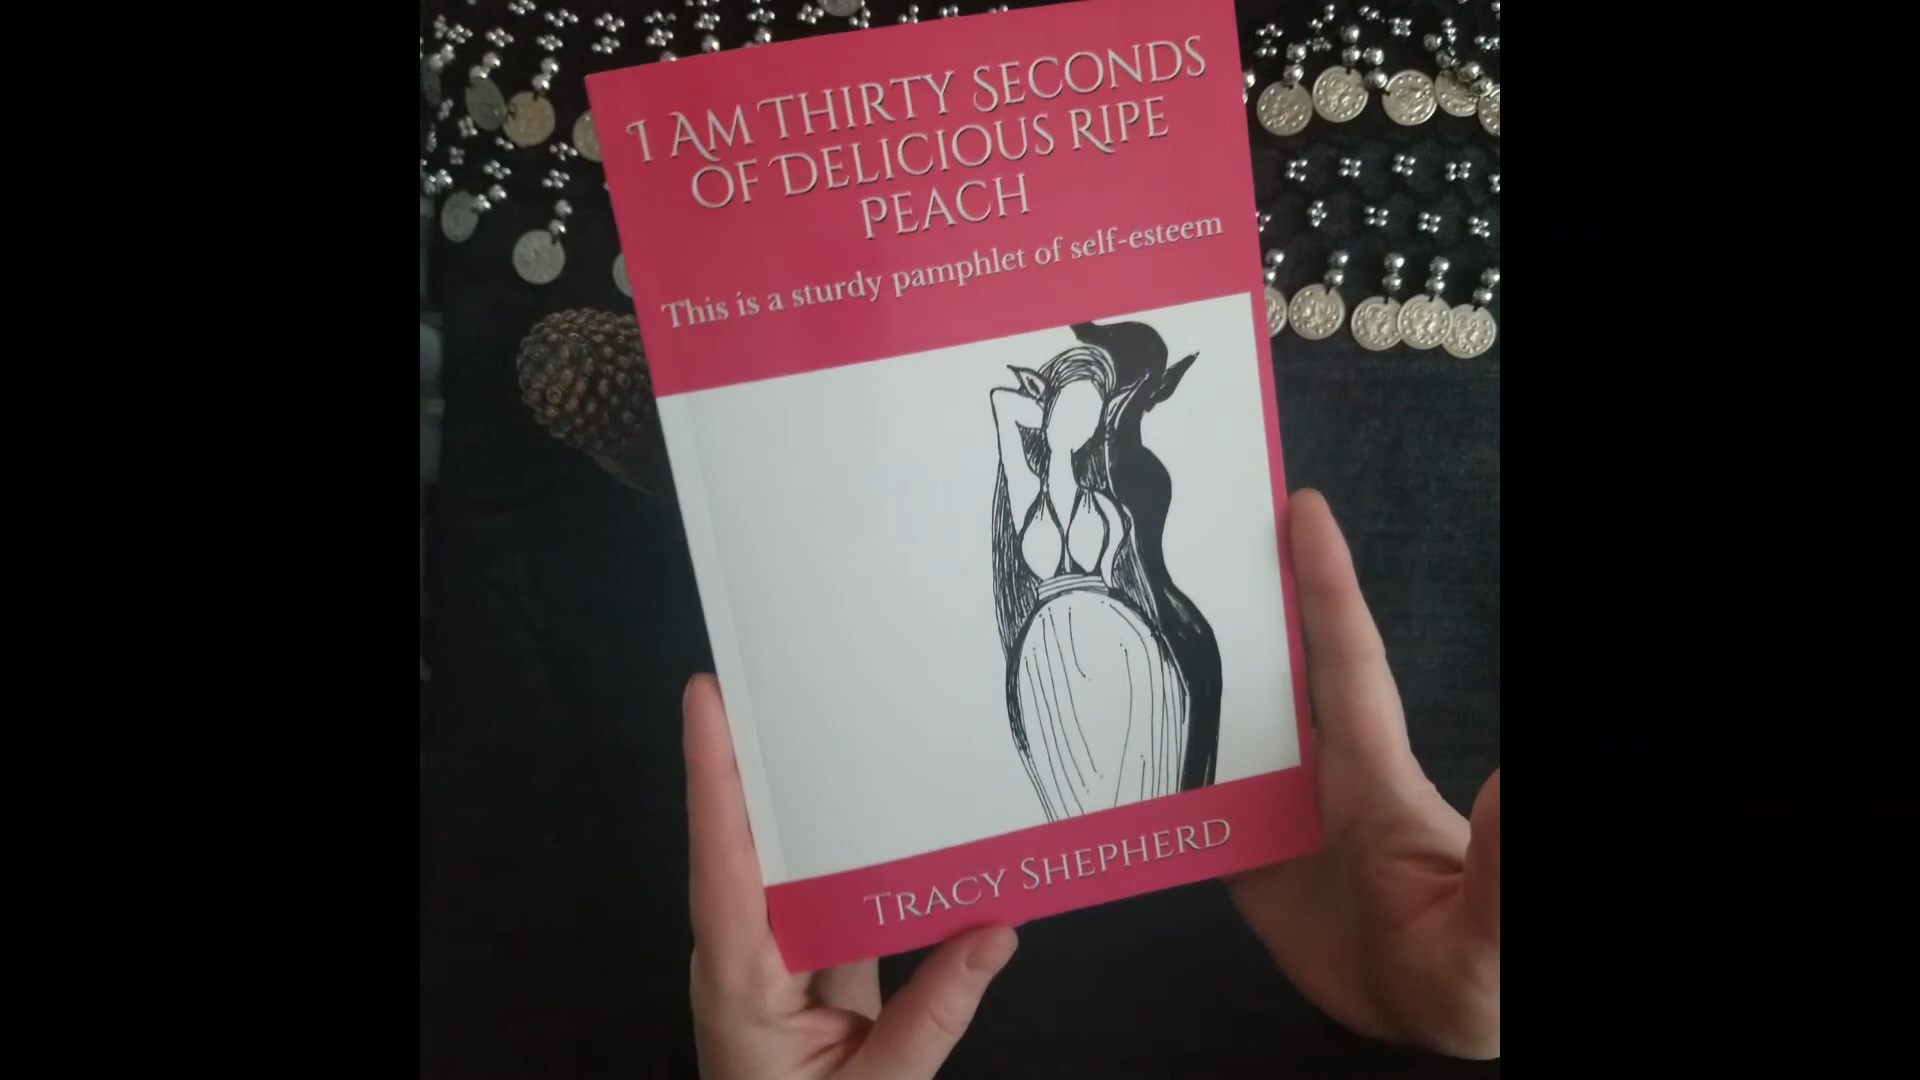 I Am Thirty Seconds
of Delicious Ripe
Peach
This is a sturdy pamphlet of self-esteem
Tracy Shepherd